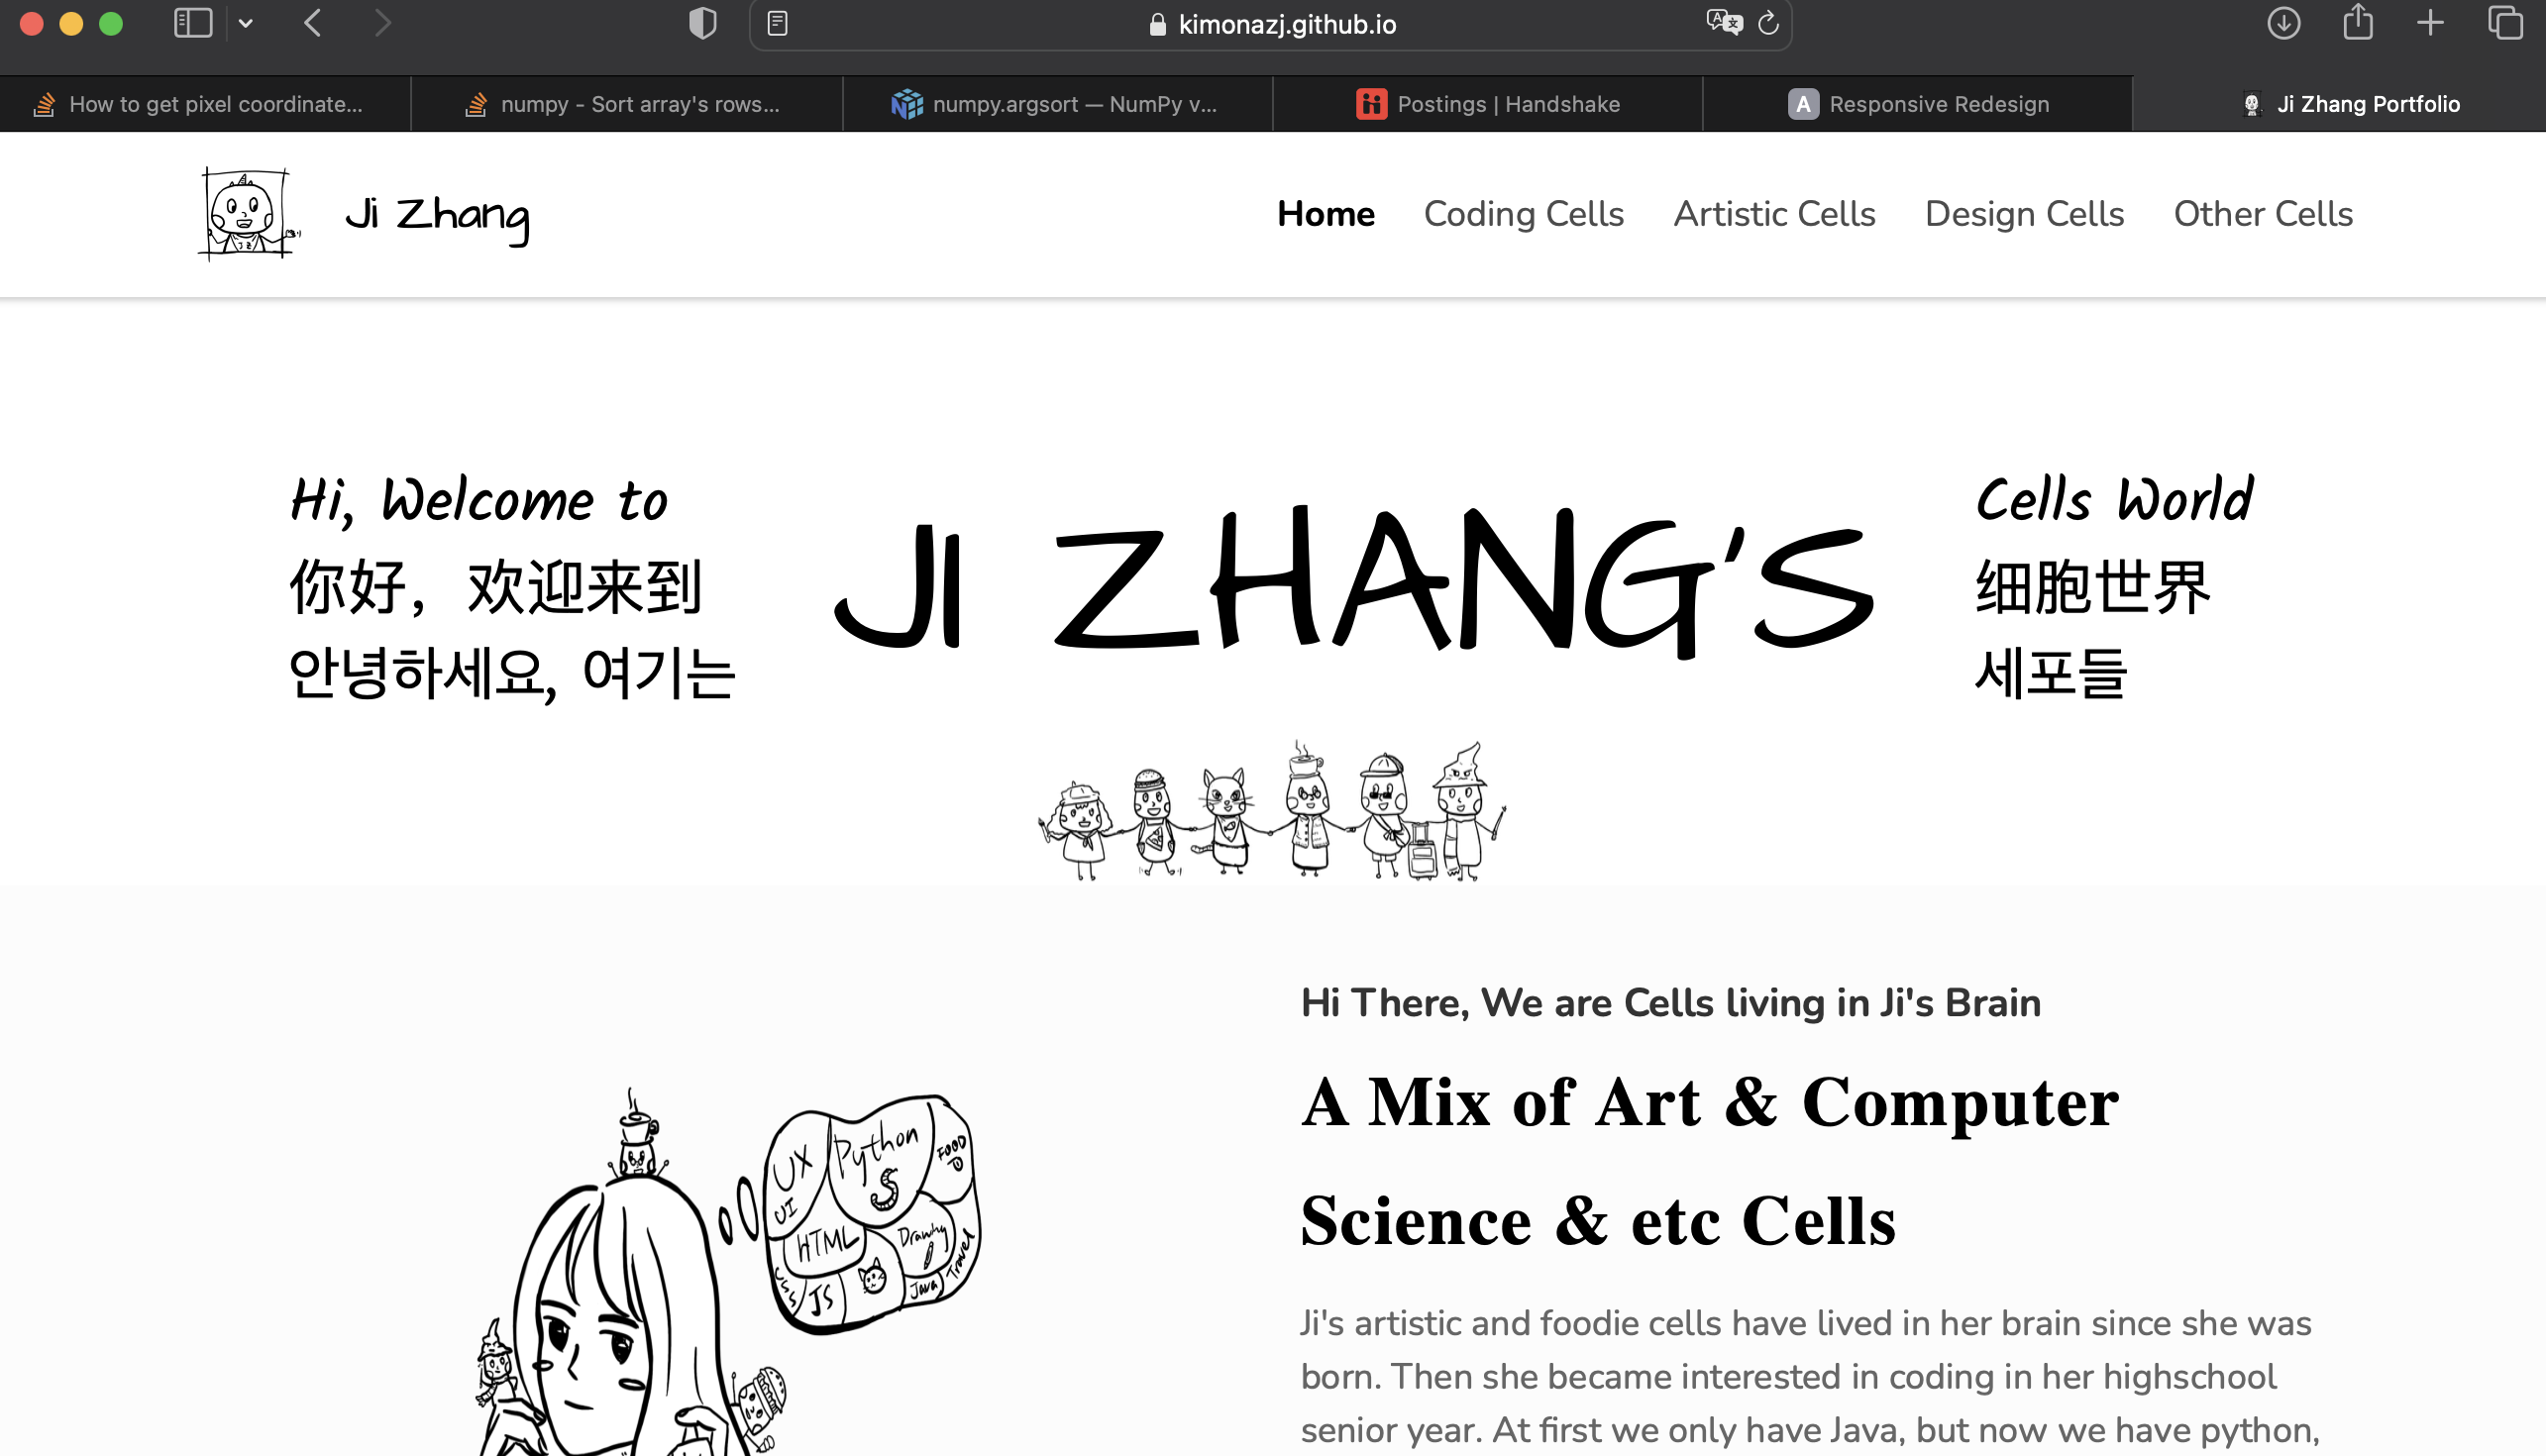 kimonazj.github.io
How to get pixel coordinate...
numpy - Sort array's rows...
numpy.argsort — NumPy v...
Postings | Handshake
A Responsive Redesign
Ji Zhang Portfolio
Ji Zhang
Home Coding Cells Artistic Cells Design Cells Other Cells
Hi, Welcome to
你好，欢迎来到
안녕하세요, 여기는
JI ZHANG'S
Cells World
细胞世界
세포들
Hi There, We are Cells living in Ji's Brain
A Mix of Art & Computer
Science & etc Cells
Ji's artistic and foodie cells have lived in her brain since she was
born. Then she became interested in coding in her highschool
senior year. At first we only have Java, but now we have python,
UX
UI
Python
FOOD
HTML
Drawing
Travel
JS
Java